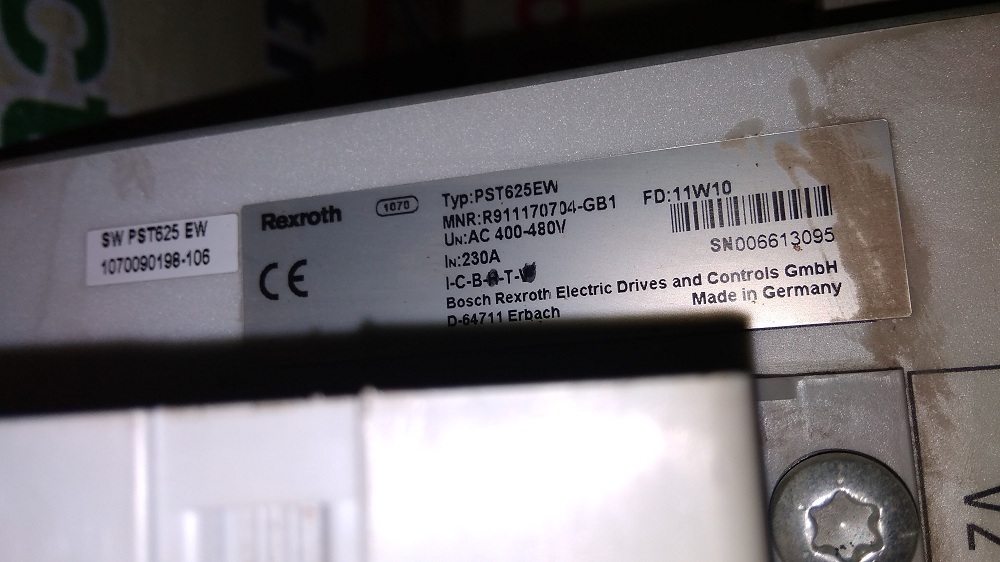 SW PST625 EW
1070090198-106
Rexroth
1070
CE
Typ:PST625EW
MNR:R911170704-GB1
UN:AC 400-480V
IN:230A
I-C-B-
-T-
Bosch Rexroth Electric Drives and Controls GmbH
D-64711 Erbach
FD:11W10
SN006613095
Made in Germany